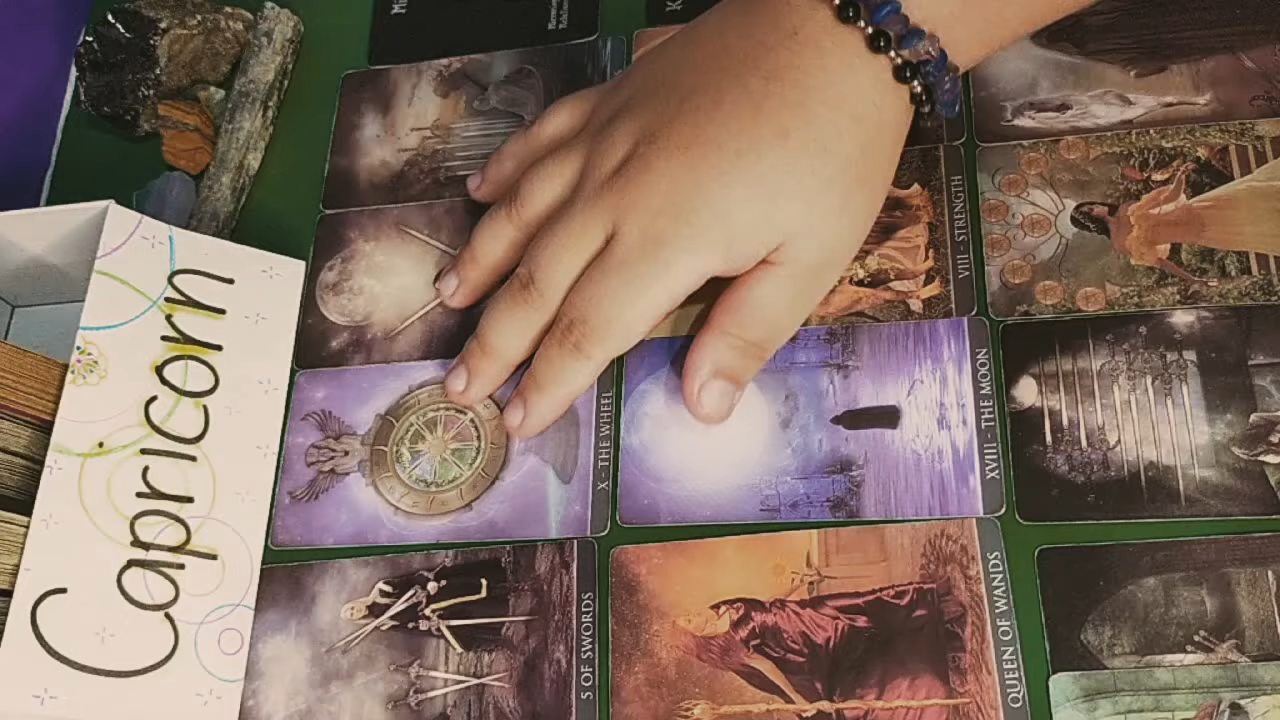 Capricorn
X - THE WHEEL
5 OF SWORDS
VIII - STRENGTH
XVIII - THE MOON
QUEEN OF WANDS